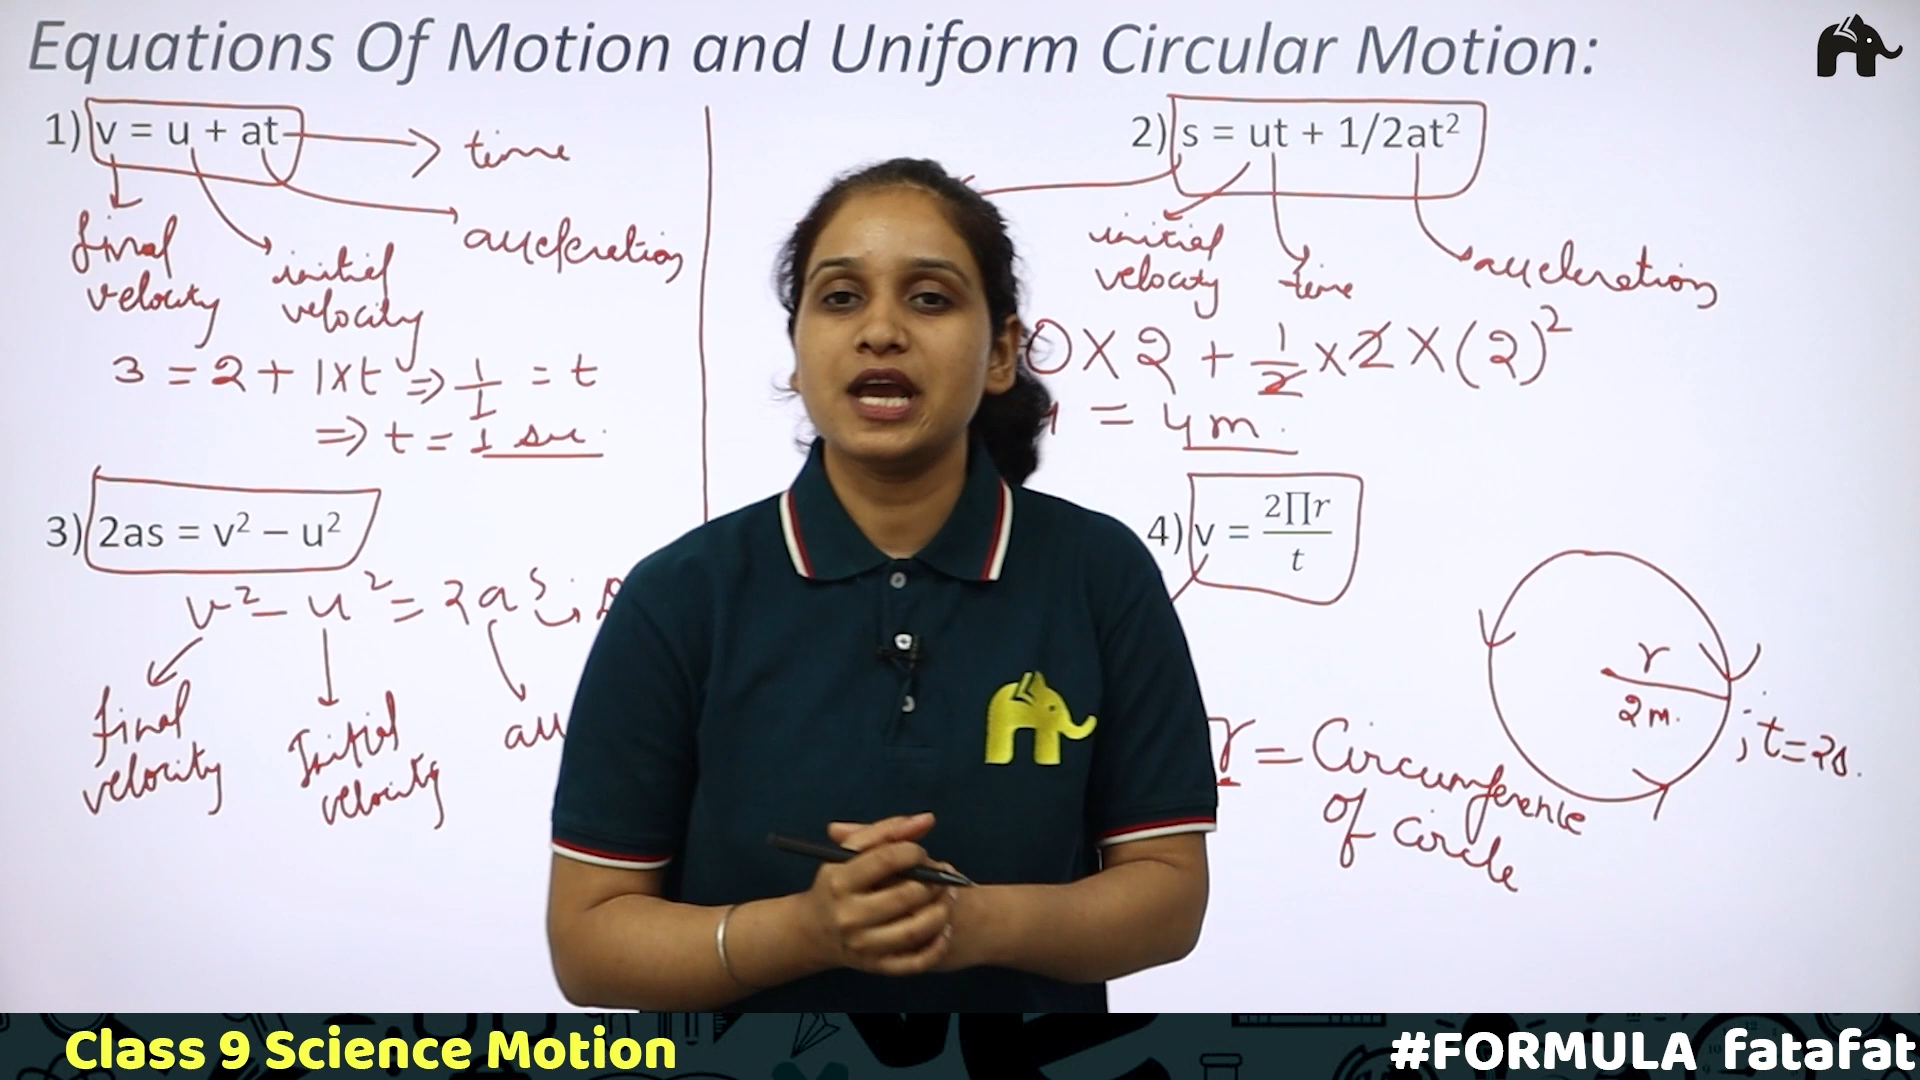 Equations Of Motion and Uniform Circular Motion:
1) v = u + at
time
final velocity
initial velocity
acceleration
3 = 2 + 1×t ⇒ 1/1 = t
⇒ t = 1 sec.
2) s = ut + 1/2at²
initial velocity
time
acceleration
0 × 2 + 1/2 × 2 × (2)²
= 4m.
3) 2as = v² – u²
v² – u² = 2as
final velocity
Initial velocity
4) v = 2∏r/t
r
2m.
; t=2s.
r = Circumference
of circle
Class 9 Science Motion
#FORMULA fatafat